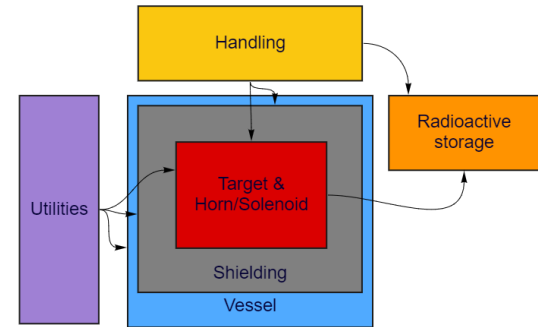 Handling
Radioactive
storage
Target &
Horn/Solenoid
Utilities
Shielding
Vessel